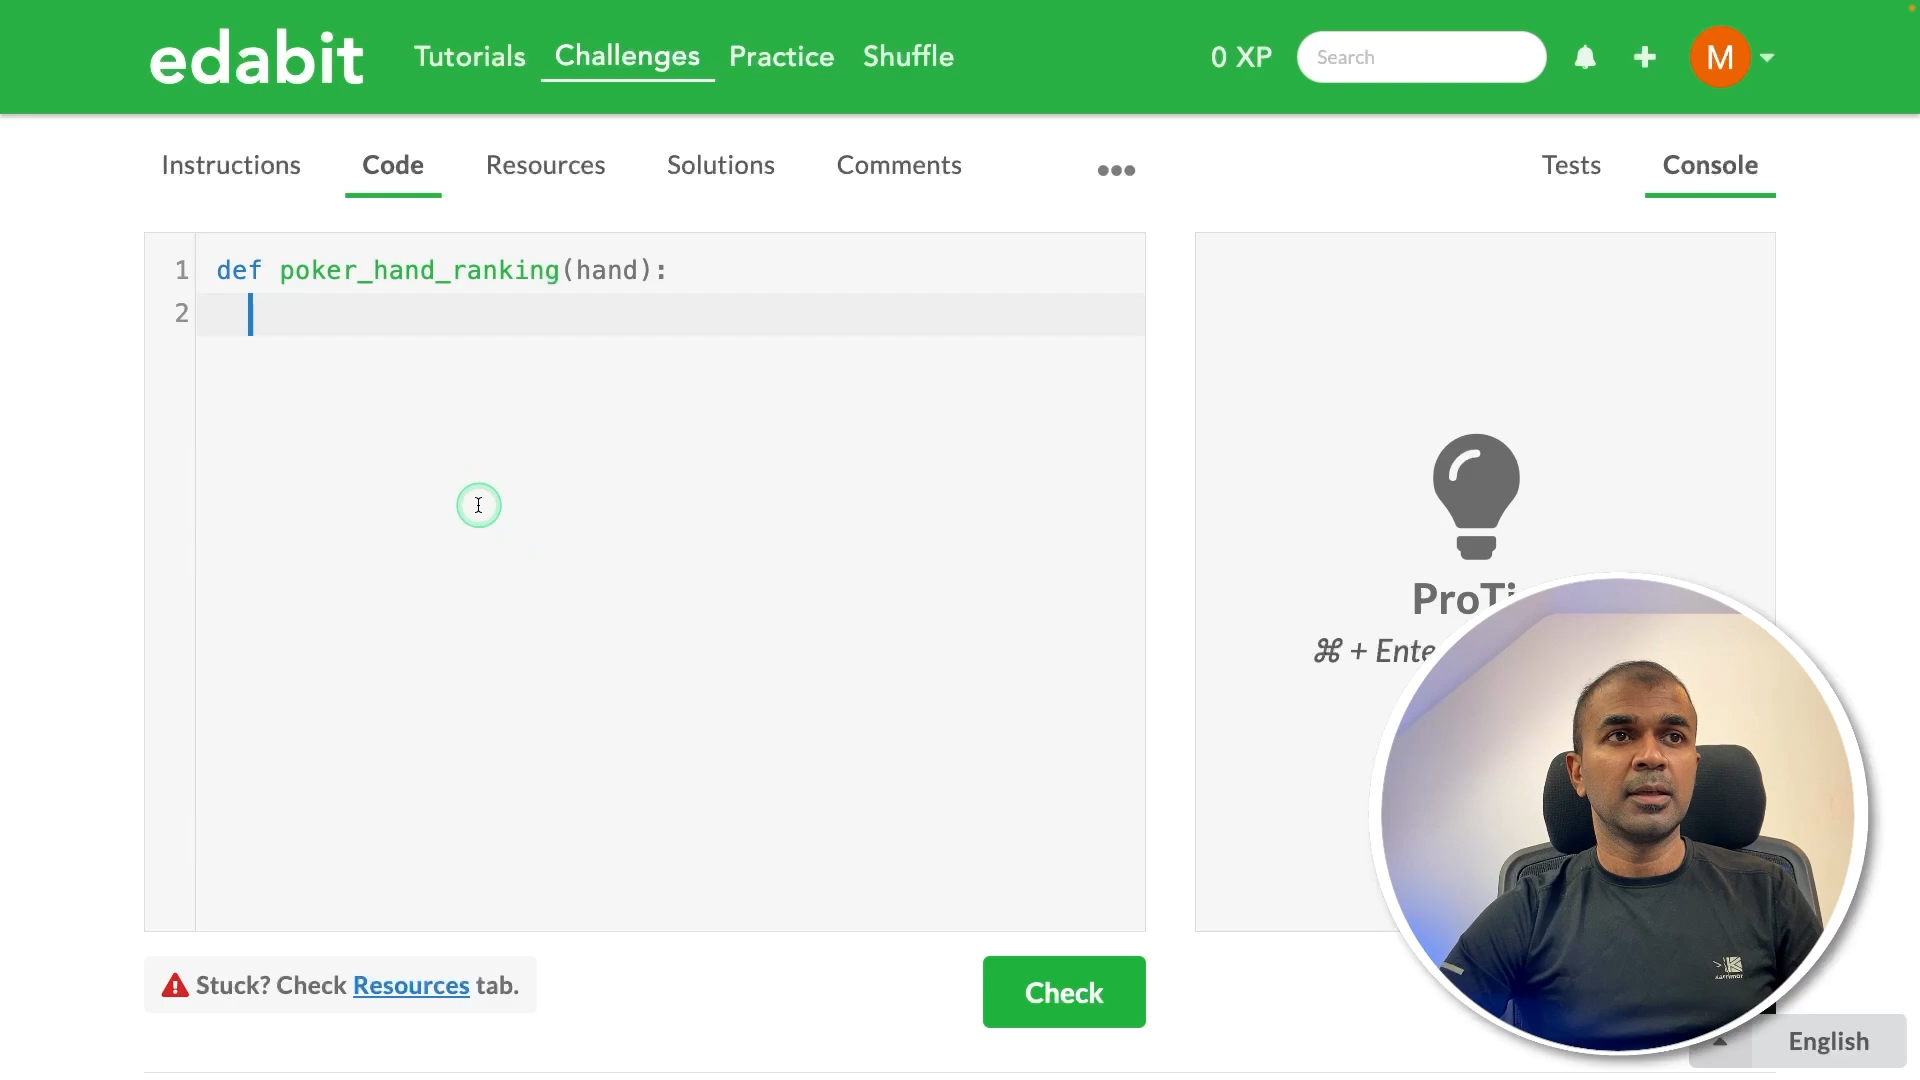 edabit Tutorials Challenges Practice Shuffle 0 XP Search M
Instructions Code Resources Solutions Comments Tests Console
1 def poker_hand_ranking(hand):
2
ProTi
⌘ + Ente
Stuck? Check Resources tab.
Check
English